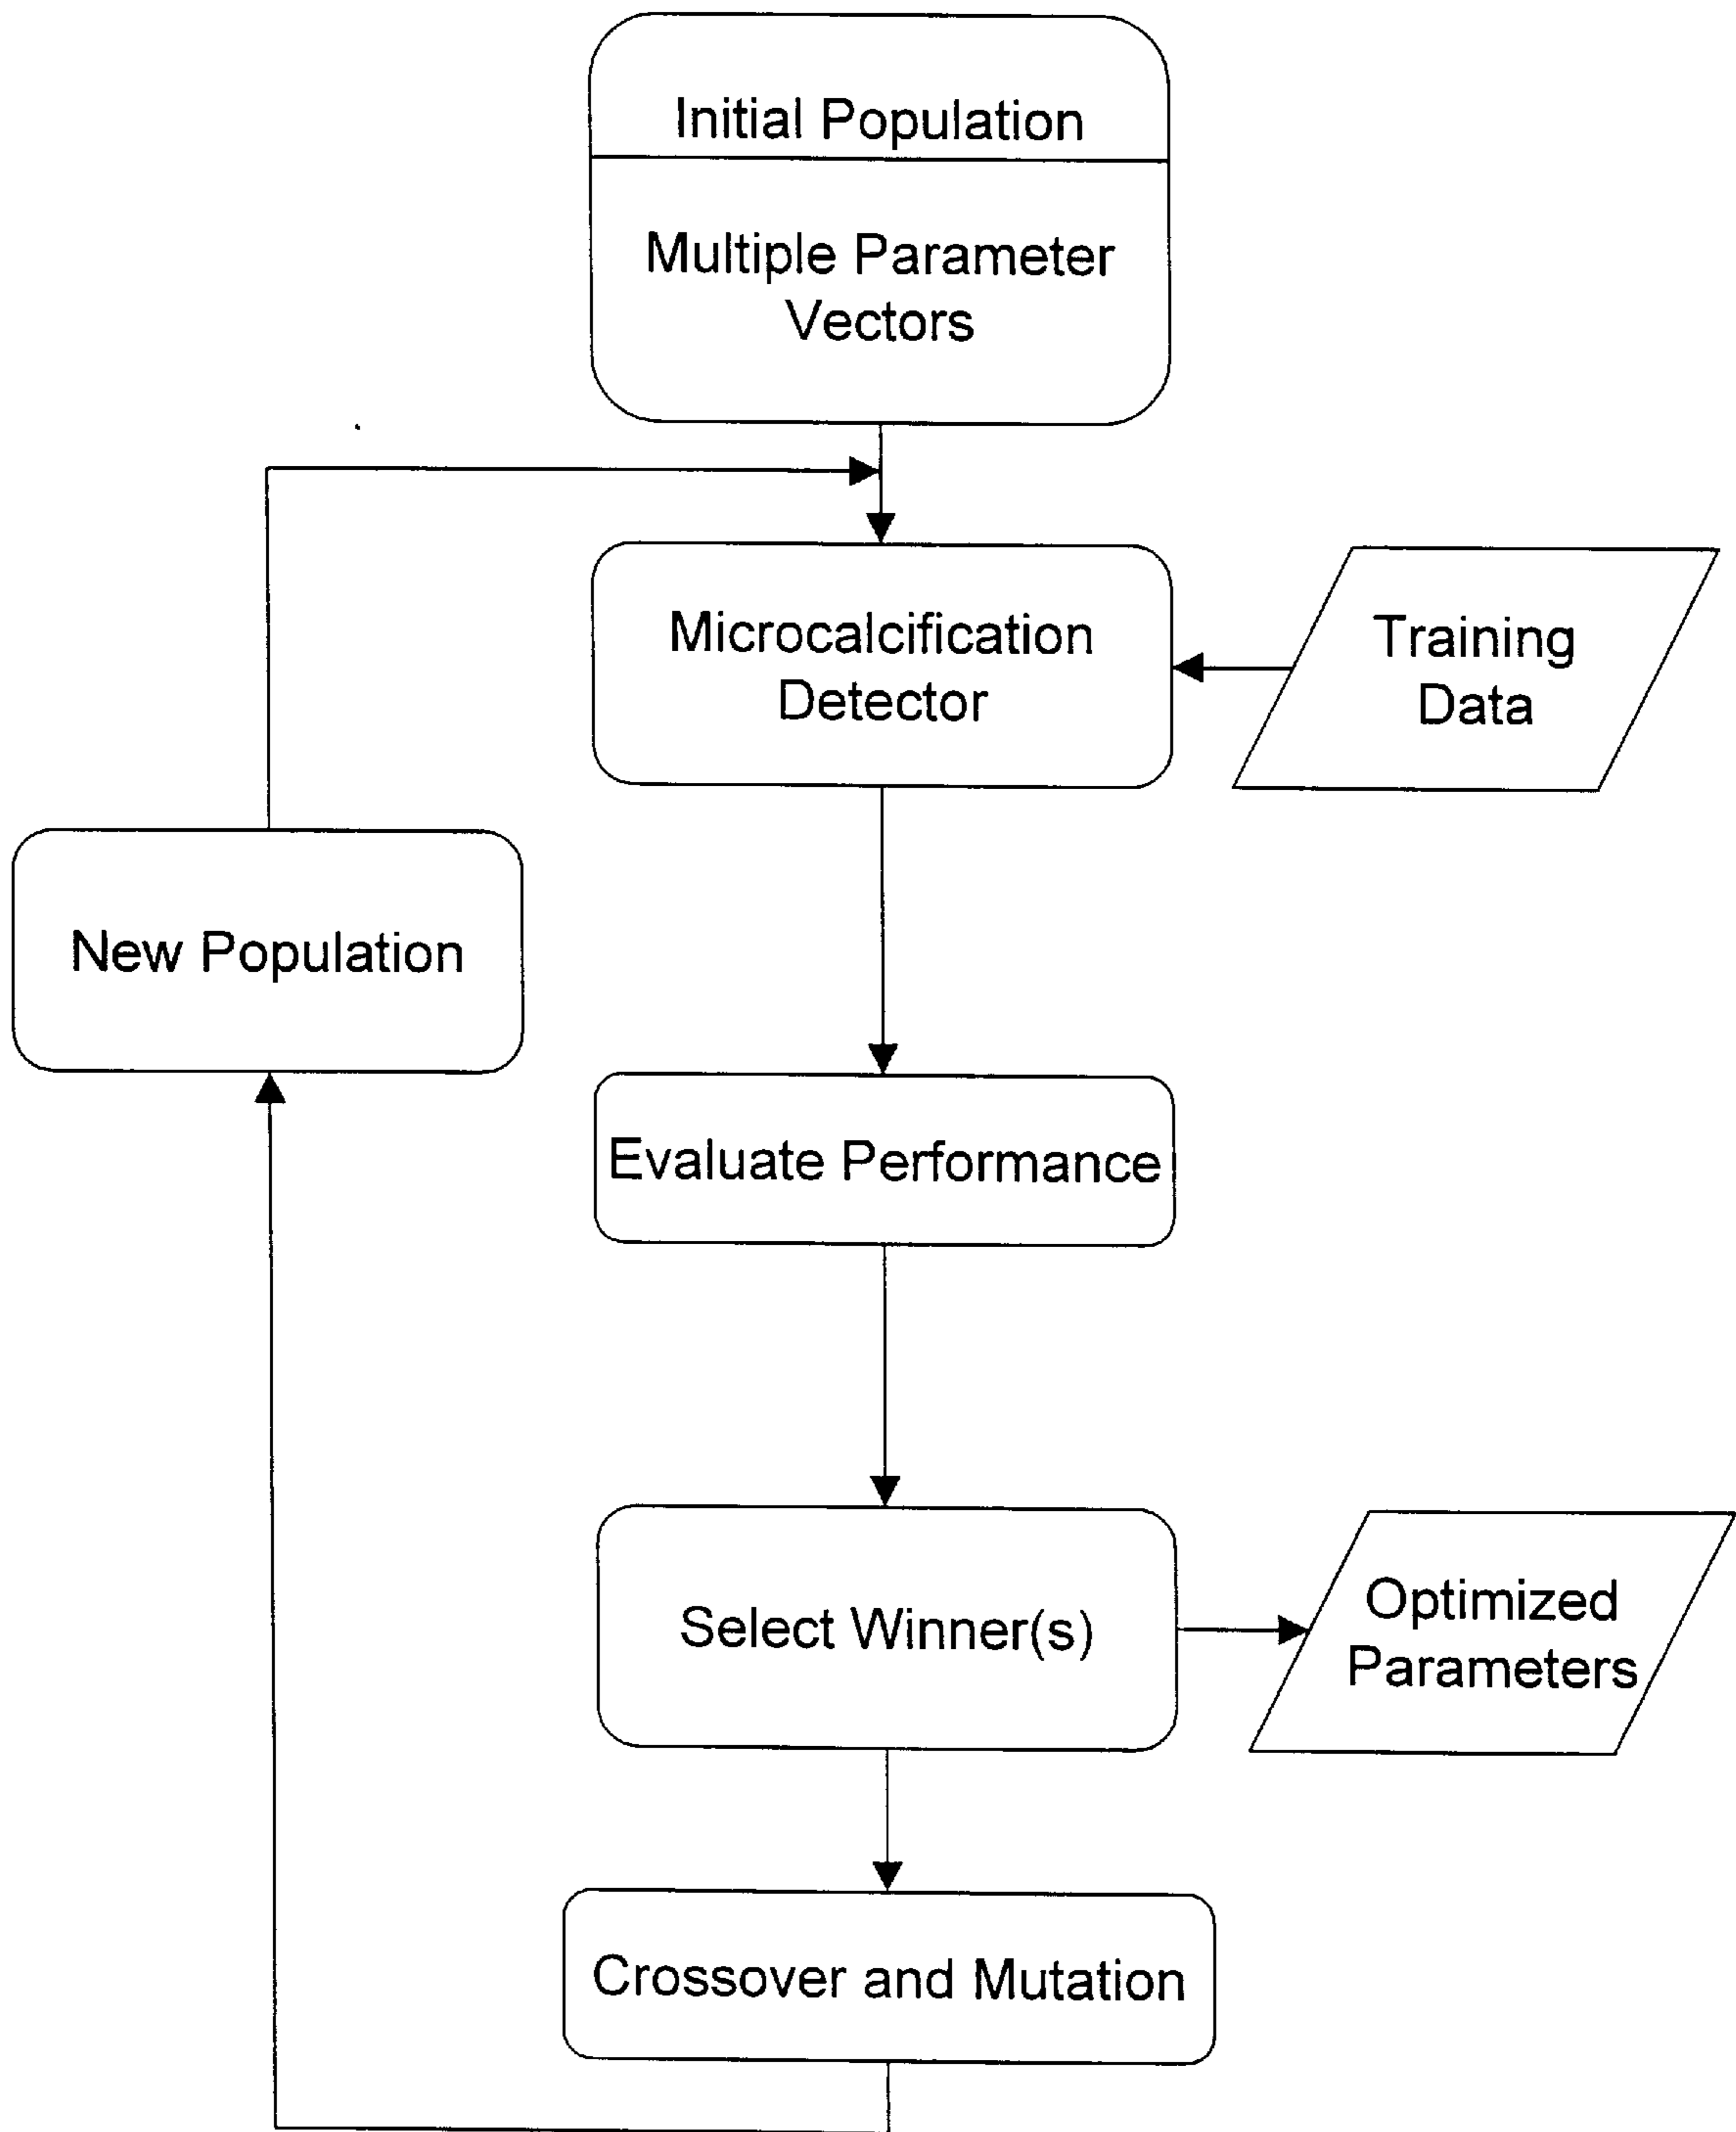 Initial Population
Multiple Parameter
Vectors
Microcalcification
Detector
Training
Data
New Population
Evaluate Performance
Select Winner(s)
Optimized
Parameters
Crossover and Mutation